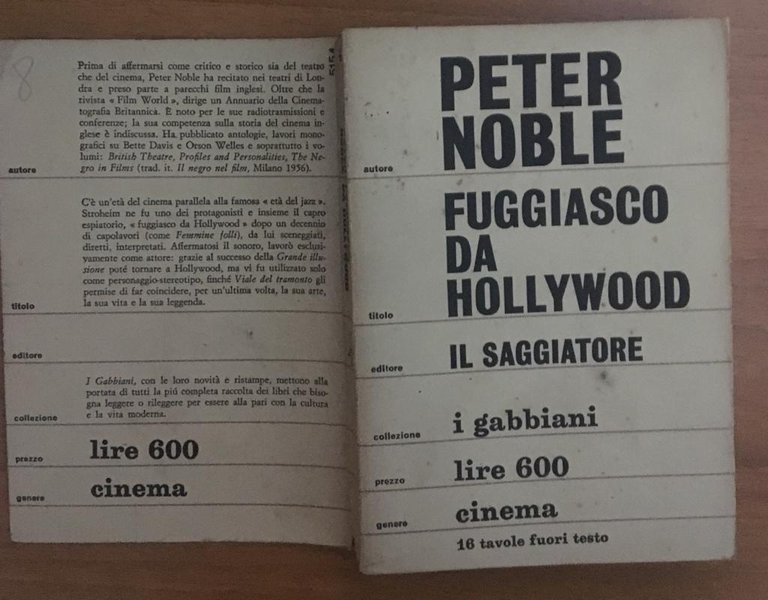 8
Prima di affermarsi come critico e storico sia del teatro
che del cinema, Peter Noble ha recitato nei teatri di Lon-
dra e preso parte a parecchi film inglesi. Oltre che la
rivista « Film World », dirige un Annuario della Cinema-
tografia Britannica. È noto per le sue radiotrasmissioni e
conferenze; la sua competenza sulla storia del cinema in-
glese è indiscussa. Ha pubblicato antologie, lavori mono-
grafici su Bette Davis e Orson Welles e soprattutto i vo-
lumi: British Theatre, Profiles and Personalities, The Ne-
gro in Films (trad. it. Il negro nel film, Milano 1956).
autore
C'è un'età del cinema parallela alla famosa « età del jazz ».
Stroheim ne fu uno dei protagonisti e insieme il capro
espiatorio, « fuggiasco da Hollywood » dopo un decennio
di capolavori (come Femmine folli), da lui sceneggiati,
diretti, interpretati. Affermatosi il sonoro, lavorò esclusi-
vamente come attore: grazie al successo della Grande illu-
sione poté tornare a Hollywood, ma vi fu utilizzato solo
come personaggio-stereotipo, finché Viale del tramonto gli
permise di far coincidere, per un'ultima volta, la sua arte,
la sua vita e la sua leggenda.
titolo
editore
I Gabbiani, con le loro novità e ristampe, mettono alla
portata di tutti la piú completa raccolta dei libri che biso-
gna leggere o rileggere per essere alla pari con la cultura
e la vita moderna.
collezione
prezzo lire 600
genere cinema
PETER
NOBLE
autore
FUGGIASCO
DA
HOLLYWOOD
titolo
editore IL SAGGIATORE
collezione i gabbiani
prezzo lire 600
genere cinema
16 tavole fuori testo